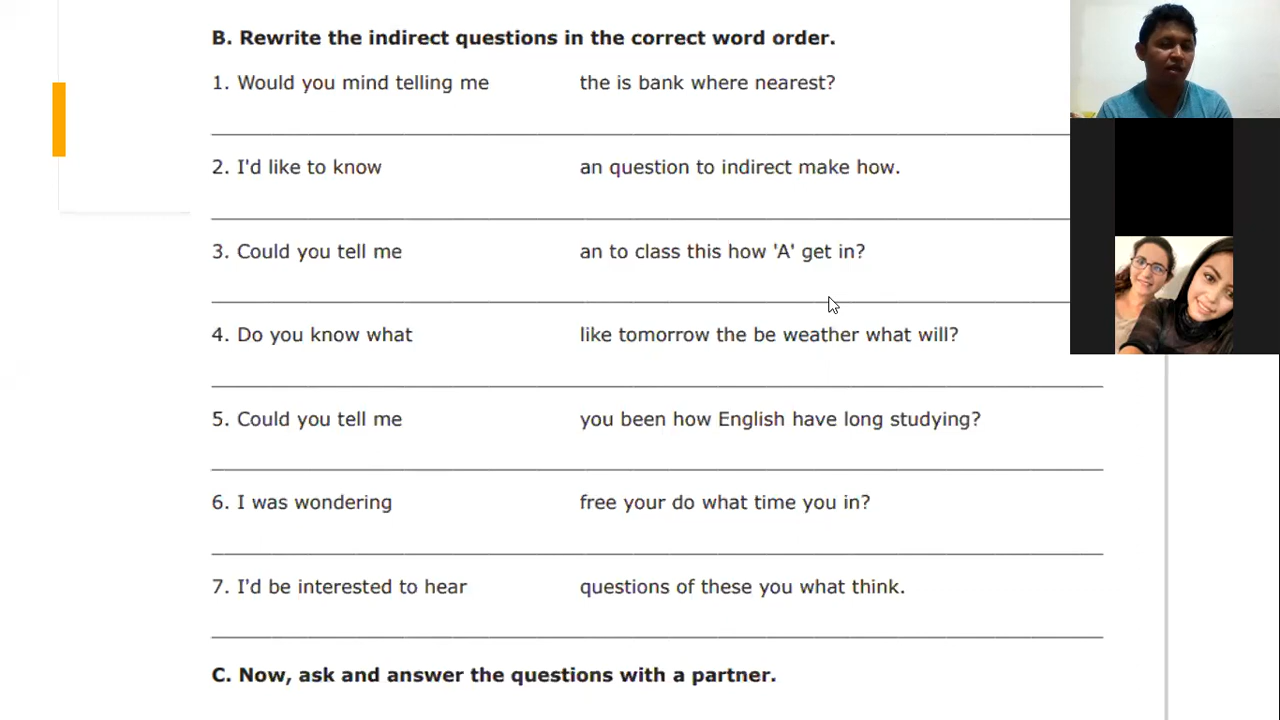 B. Rewrite the indirect questions in the correct word order.
1. Would you mind telling me the is bank where nearest?
2. I'd like to know an question to indirect make how.
3. Could you tell me an to class this how 'A' get in?
4. Do you know what like tomorrow the be weather what will?
5. Could you tell me you been how English have long studying?
6. I was wondering free your do what time you in?
7. I'd be interested to hear questions of these you what think.
C. Now, ask and answer the questions with a partner.